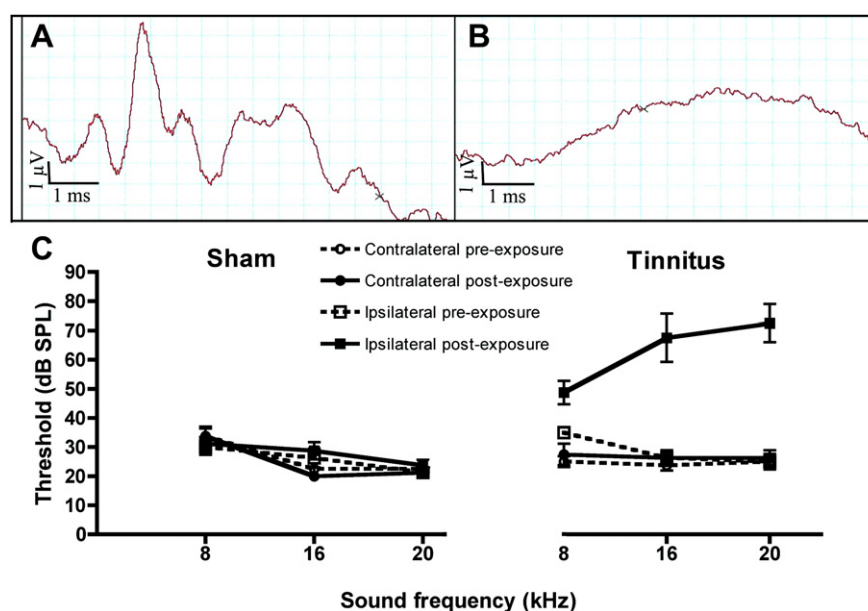 A
B
1 µV
1 ms
1 µV
1 ms
C
Sham
Contralateral pre-exposure
Contralateral post-exposure
Ipsilateral pre-exposure
Ipsilateral post-exposure
Tinnitus
Threshold (dB SPL)
90
80
70
60
50
40
30
20
10
0
8
16
20
8
16
20
Sound frequency (kHz)